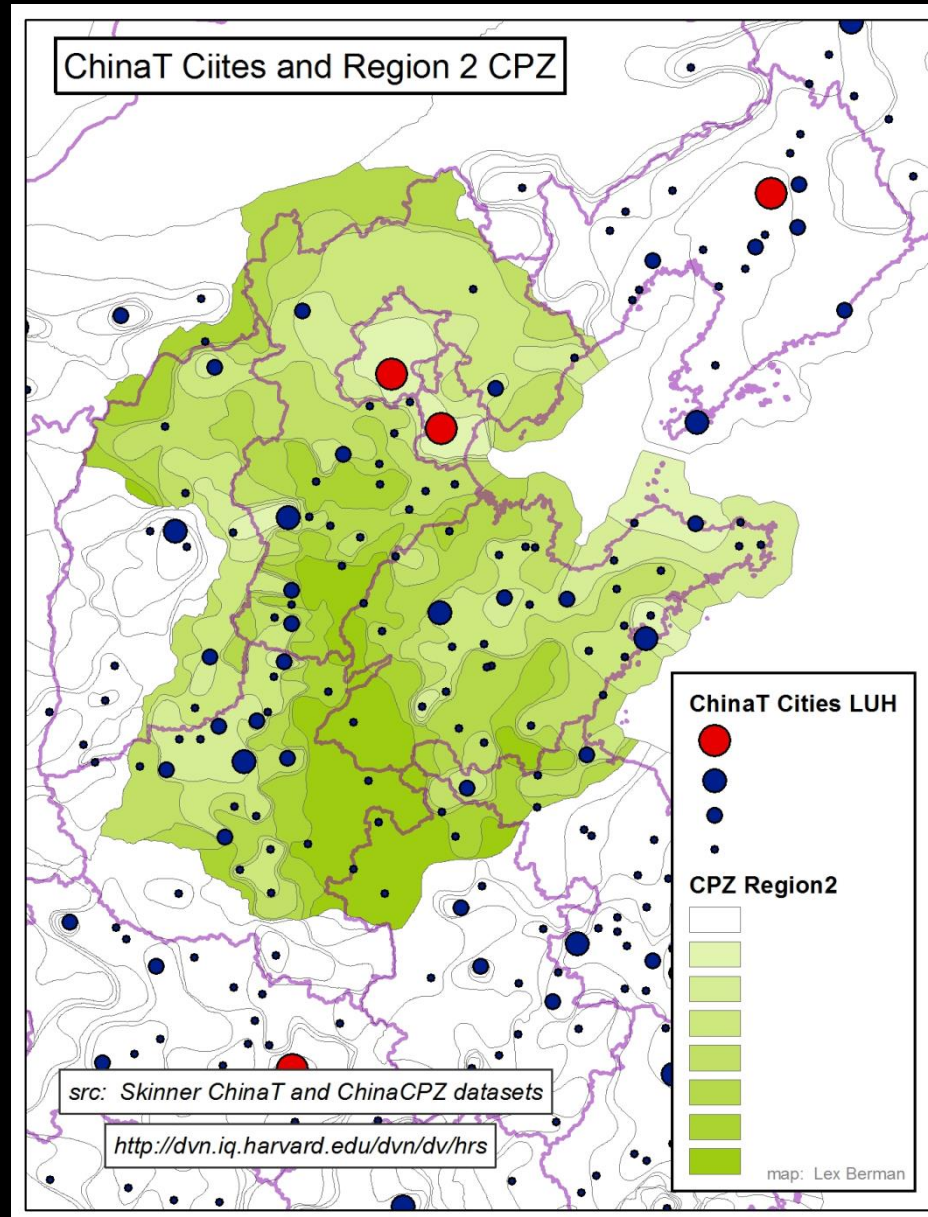 ChinaT Ciites and Region 2 CPZ
ChinaT Cities LUH
CPZ Region2
src: Skinner ChinaT and ChinaCPZ datasets
http://dvn.iq.harvard.edu/dvn/dv/hrs
map: Lex Berman